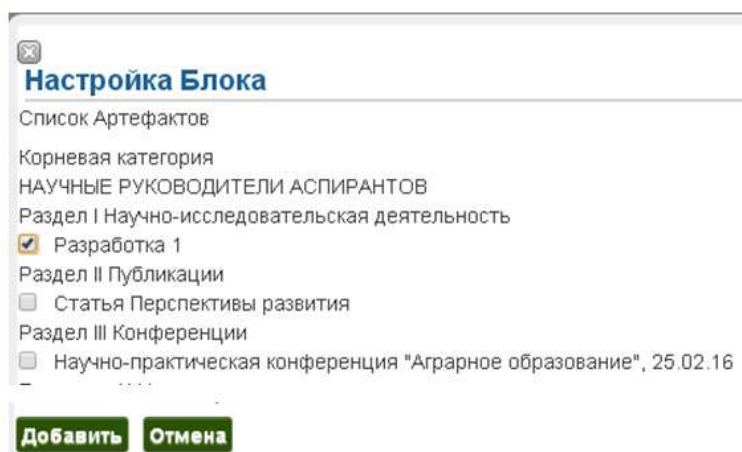 Настройка Блока
Список Артефактов
Корневая категория
НАУЧНЫЕ РУКОВОДИТЕЛИ АСПИРАНТОВ
Раздел I Научно-исследовательская деятельность
Разработка 1
Раздел II Публикации
Статья Перспективы развития
Раздел III Конференции
Научно-практическая конференция "Аграрное образование", 25.02.16
Добавить Отмена